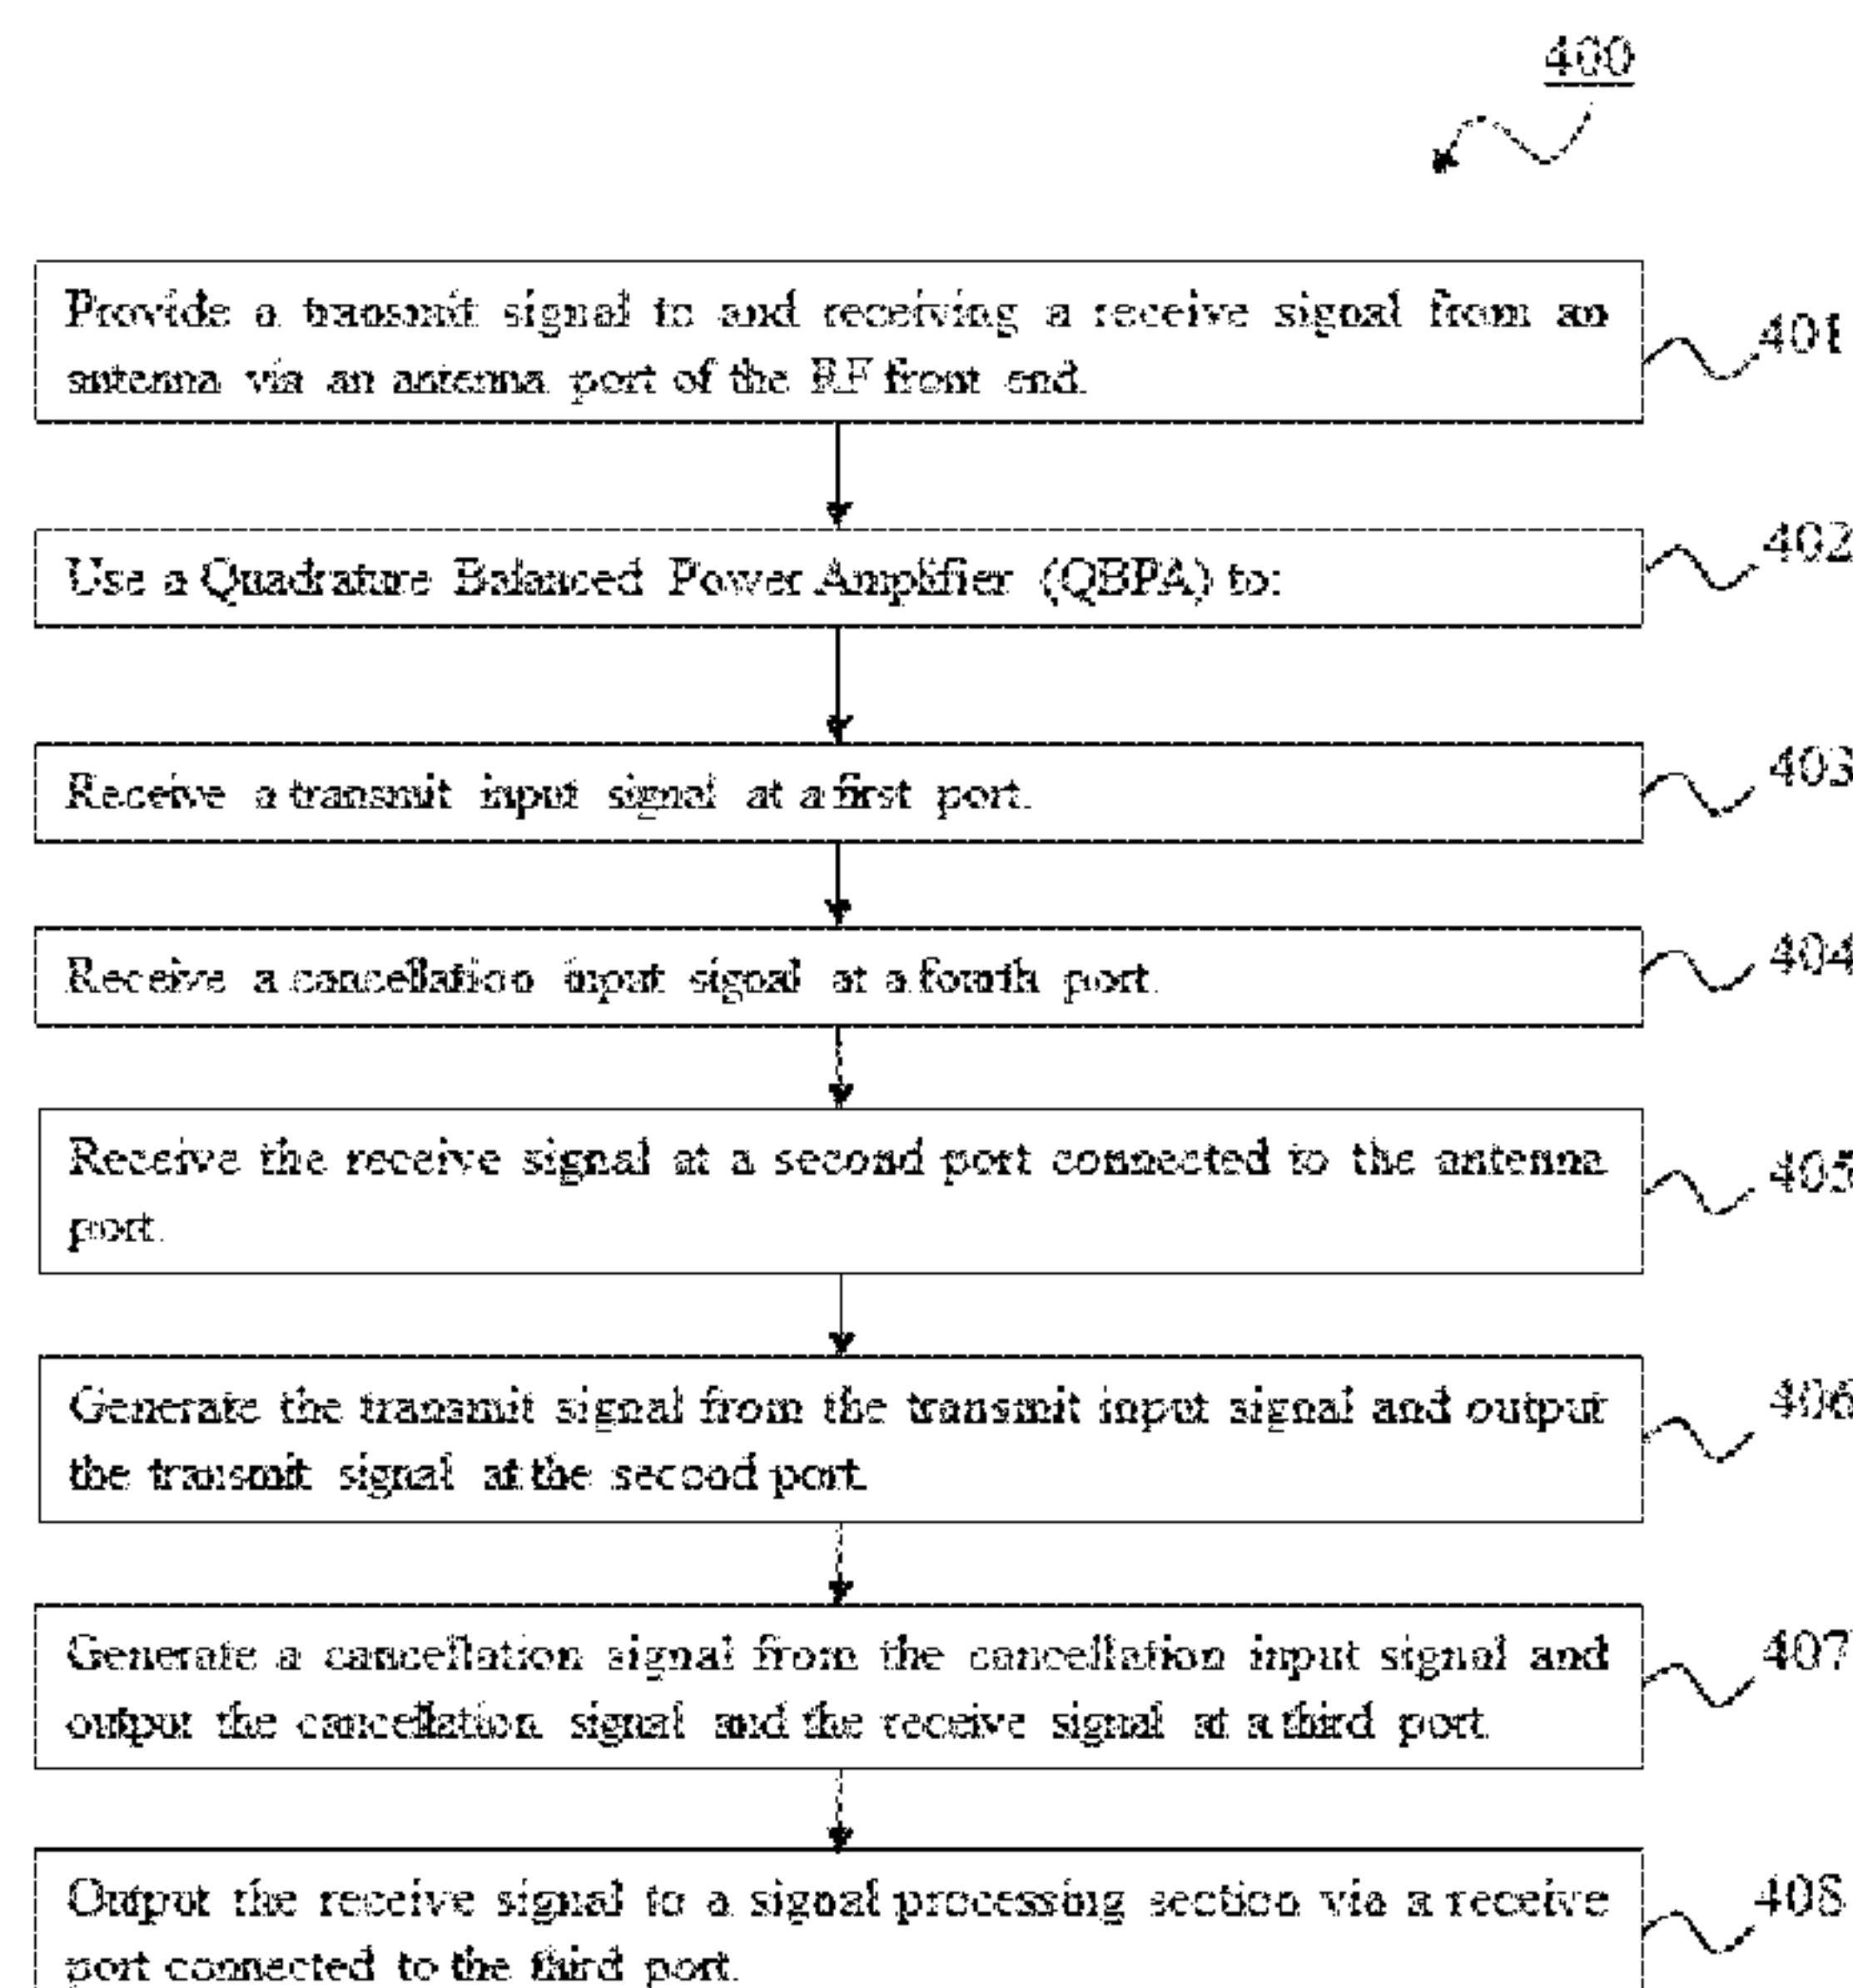 400
Provide a transmit signal to and receiving a receive signal from an
antenna via an antenna port of the RF front end.
401
Use a Quadrature Balanced Power Amplifier (QBPA) to:
402
Receive a transmit input signal at a first port.
403
Receive a cancellation input signal at a fourth port.
404
Receive the receive signal at a second port connected to the antenna
port.
405
Generate the transmit signal from the transmit input signal and output
the transmit signal at the second port.
406
Generate a cancellation signal from the cancellation input signal and
output the cancellation signal and the receive signal at a third port.
407
Output the receive signal to a signal processing section via a receive
port connected to the third port.
408